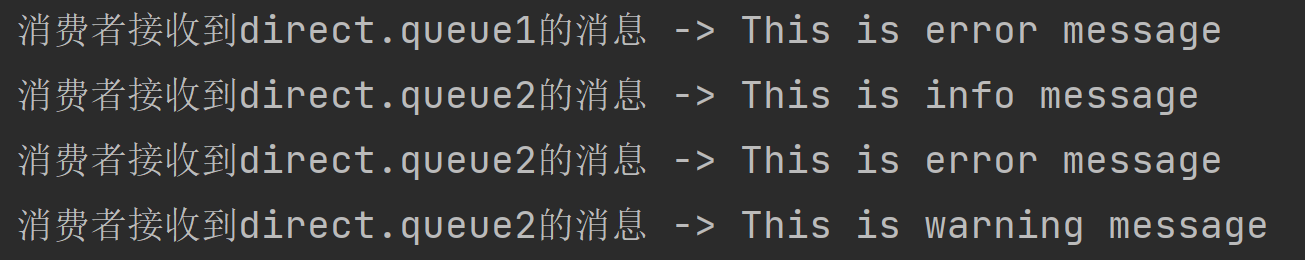 消费者接收到direct.queue1的消息 -> This is error message
消费者接收到direct.queue2的消息 -> This is info message
消费者接收到direct.queue2的消息 -> This is error message
消费者接收到direct.queue2的消息 -> This is warning message